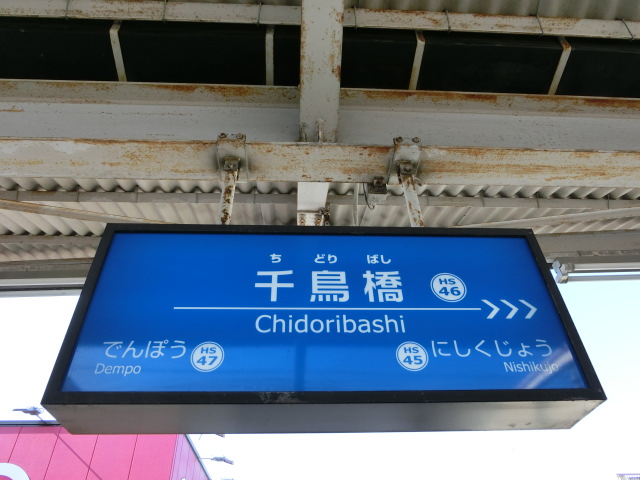 ち どり ばし
千鳥橋 HS 46
Chidoribashi
でんぽう HS 47
Dempo
HS 45 にしくじょう
Nishikujo